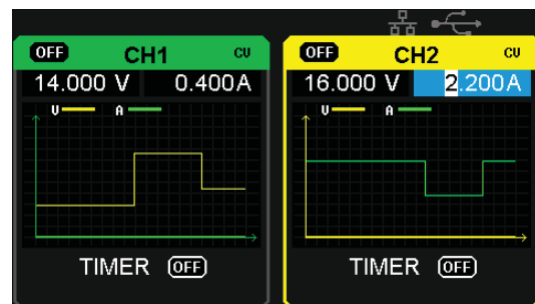 OFF CH1 CV
14.000 V 0.400A
V A
TIMER OFF
OFF CH2 CV
16.000 V 2.200A
V A
TIMER OFF